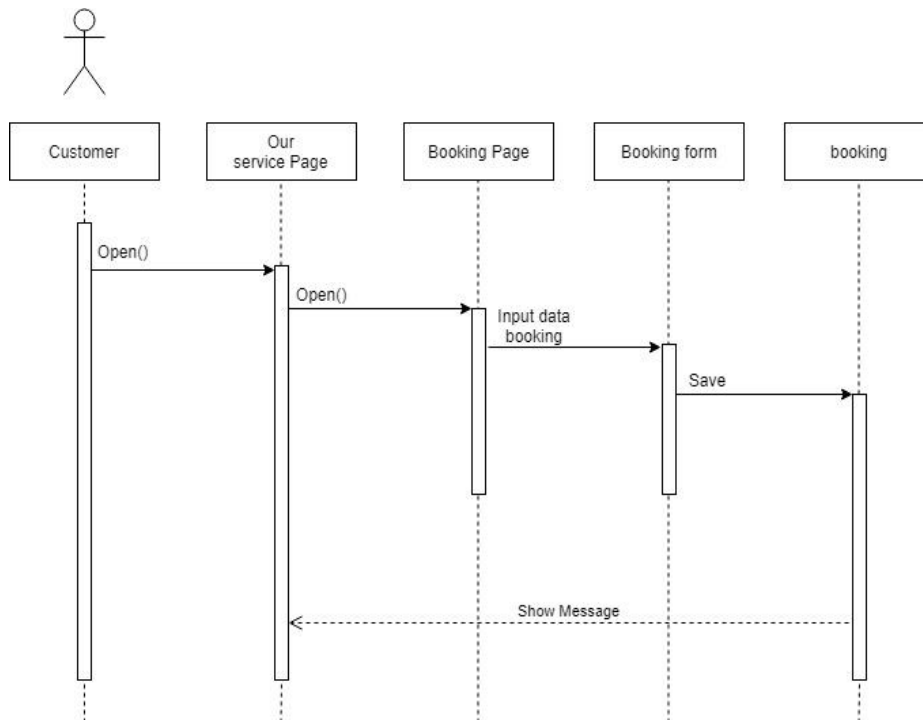 Customer
Our
service Page
Booking Page
Booking form
booking
Open()
Open()
Input data
booking
Save
Show Message